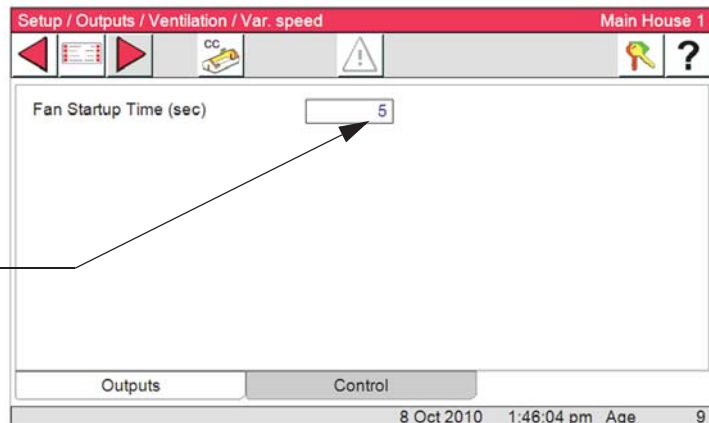 Setup / Outputs / Ventilation / Var. speed Main House 1
CC
?
Fan Startup Time (sec) 5
Outputs Control
8 Oct 2010 1:46:04 pm Age 9